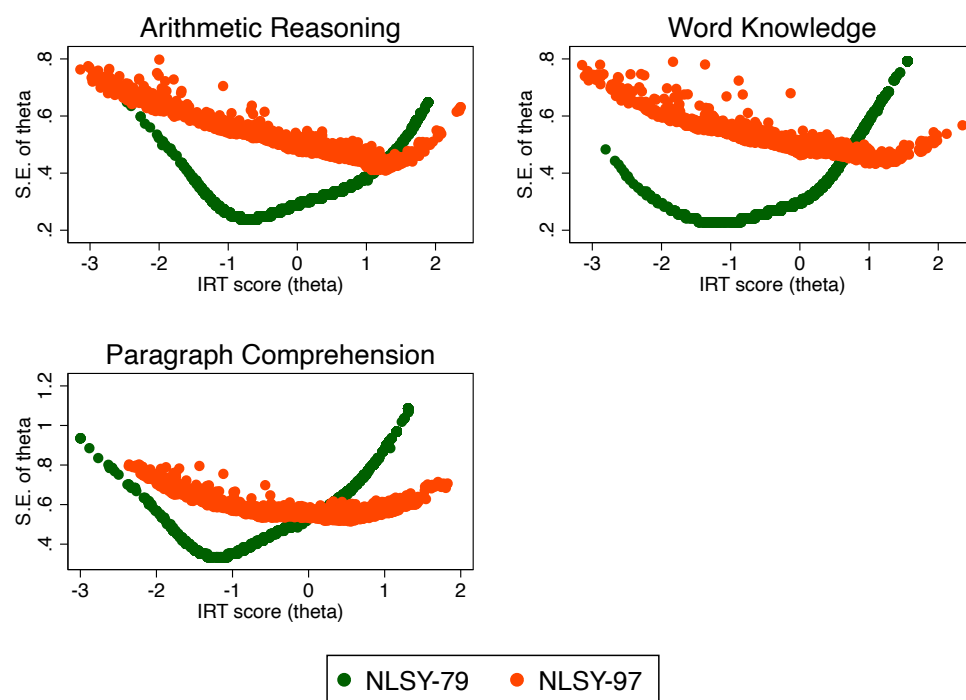 Arithmetic Reasoning
S.E. of theta
.8
.6
.4
.2
-3 -2 -1 0 1 2
IRT score (theta)
Word Knowledge
S.E. of theta
.8
.6
.4
.2
-3 -2 -1 0 1 2
IRT score (theta)
Paragraph Comprehension
S.E. of theta
1.2
1
.8
.6
.4
-3 -2 -1 0 1 2
IRT score (theta)
NLSY-79 NLSY-97